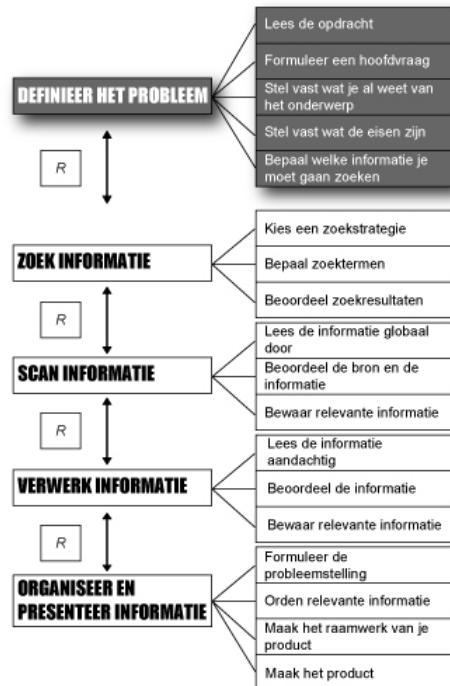 DEFINIEER HET PROBLEEM
Lees de opdracht
Formuleer een hoofdvraag
Stel vast wat je al weet van
het onderwerp
Stel vast wat de eisen zijn
Bepaal welke informatie je
moet gaan zoeken
R
ZOEK INFORMATIE
Kies een zoekstrategie
Bepaal zoektermen
Beoordeel zoekresultaten
R
SCAN INFORMATIE
Lees de informatie globaal
door
Beoordeel de bron en de
informatie
Bewaar relevante informatie
R
VERWERK INFORMATIE
Lees de informatie
aandachtig
Beoordeel de informatie
Bewaar relevante informatie
R
ORGANISEER EN
PRESENTEER INFORMATIE
Formuleer de
probleemstelling
Orden relevante informatie
Maak het raamwerk van je
product
Maak het product